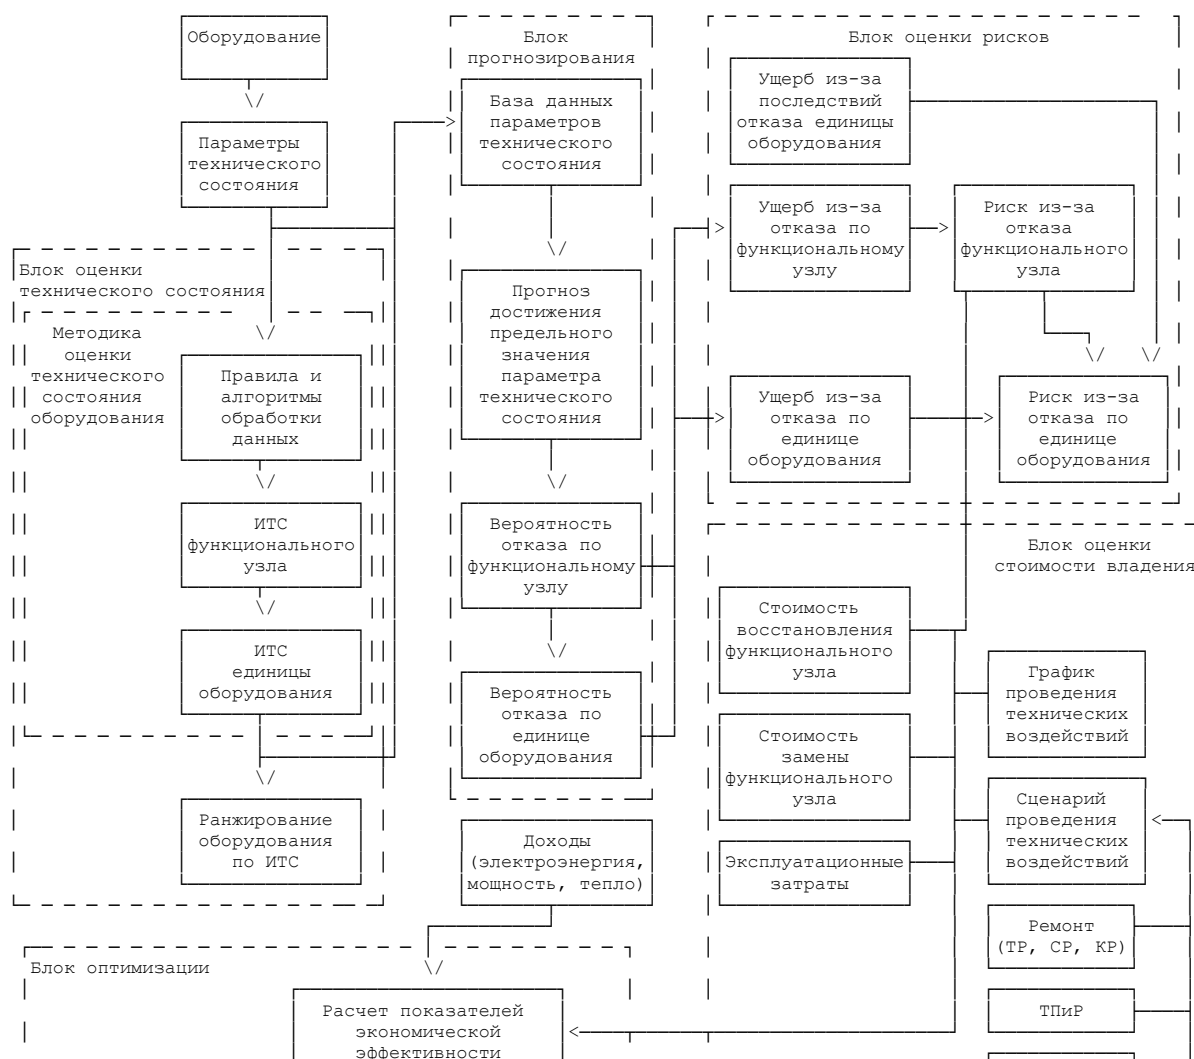 Оборудование
Параметры
технического
состояния
Блок оценки
технического состояния
Методика
оценки
технического
состояния
оборудования
Правила и
алгоритмы
обработки
данных
ИТС
функционального
узла
ИТС
единицы
оборудования
Ранжирование
оборудования
по ИТС
Блок
прогнозирования
База данных
параметров
технического
состояния
Прогноз
достижения
предельного
значения
параметра
технического
состояния
Вероятность
отказа по
функциональному
узлу
Вероятность
отказа по
единице
оборудования
Доходы
(электроэнергия,
мощность, тепло)
Блок оценки рисков
Ущерб из-за
последствий
отказа единицы
оборудования
Ущерб из-за
отказа по
функциональному
узлу
Риск из-за
отказа
функционального
узла
Ущерб из-за
отказа по
единице
оборудования
Риск из-за
отказа по
единице
оборудования
Блок оценки
стоимости владения
Стоимость
восстановления
функционального
узла
График
проведения
технических
воздействий
Стоимость
замены
функционального
узла
Сценарий
проведения
технических
воздействий
Эксплуатационные
затраты
Ремонт
(ТР, СР, КР)
ТПиР
Блок оптимизации
Расчет показателей
экономической
эффективности